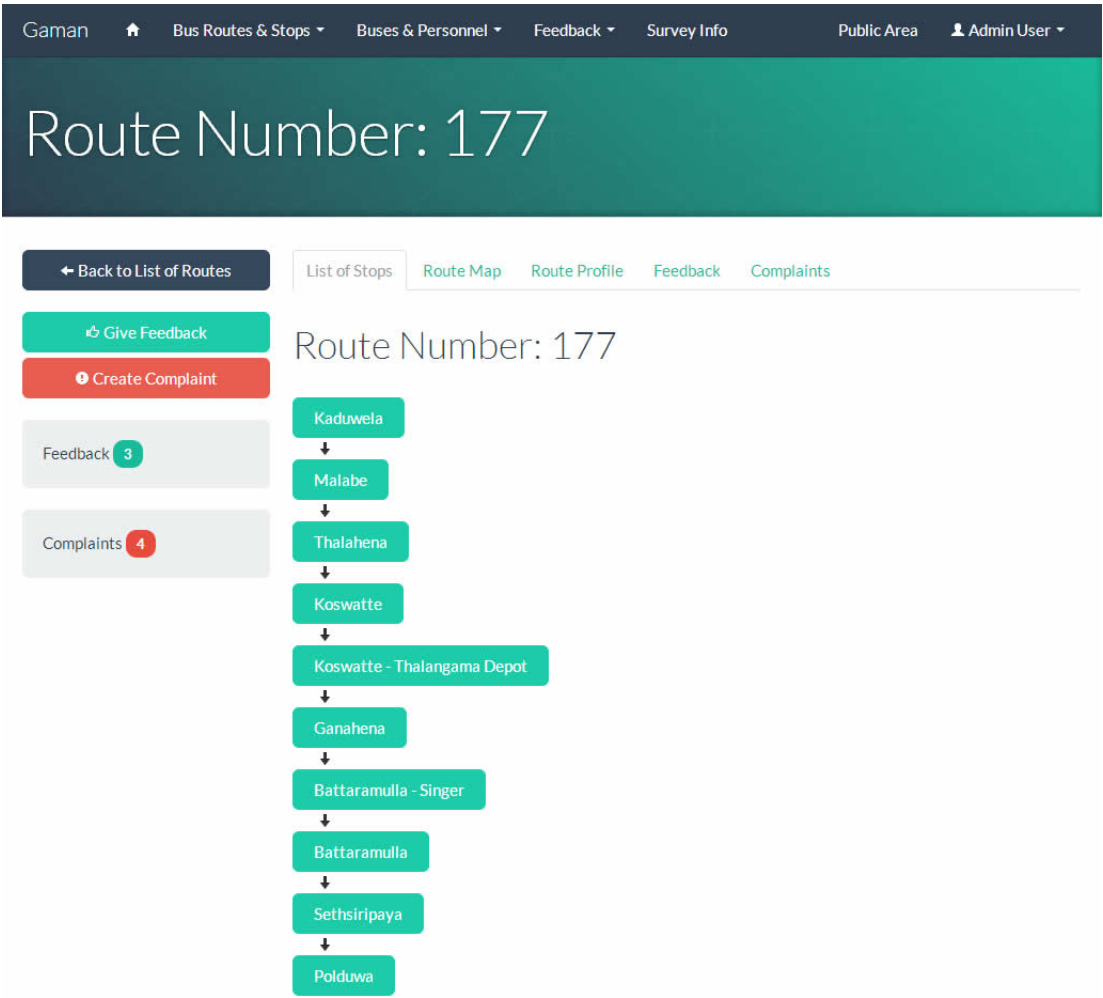 Gaman Bus Routes & Stops Buses & Personnel Feedback Survey Info Public Area Admin User
Route Number: 177
Back to List of Routes
Give Feedback
Create Complaint
Feedback 3
Complaints 4
List of Stops Route Map Route Profile Feedback Complaints
Route Number: 177
Kaduwela
Malabe
Thalahena
Koswatte
Koswatte - Thalangama Depot
Ganahena
Battaramulla - Singer
Battaramulla
Sethsiripaya
Polduwa